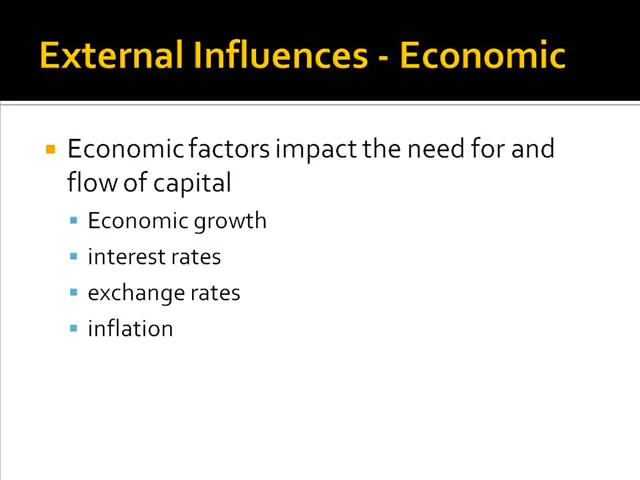 External Influences - Economic
Economic factors impact the need for and
flow of capital
Economic growth
interest rates
exchange rates
inflation